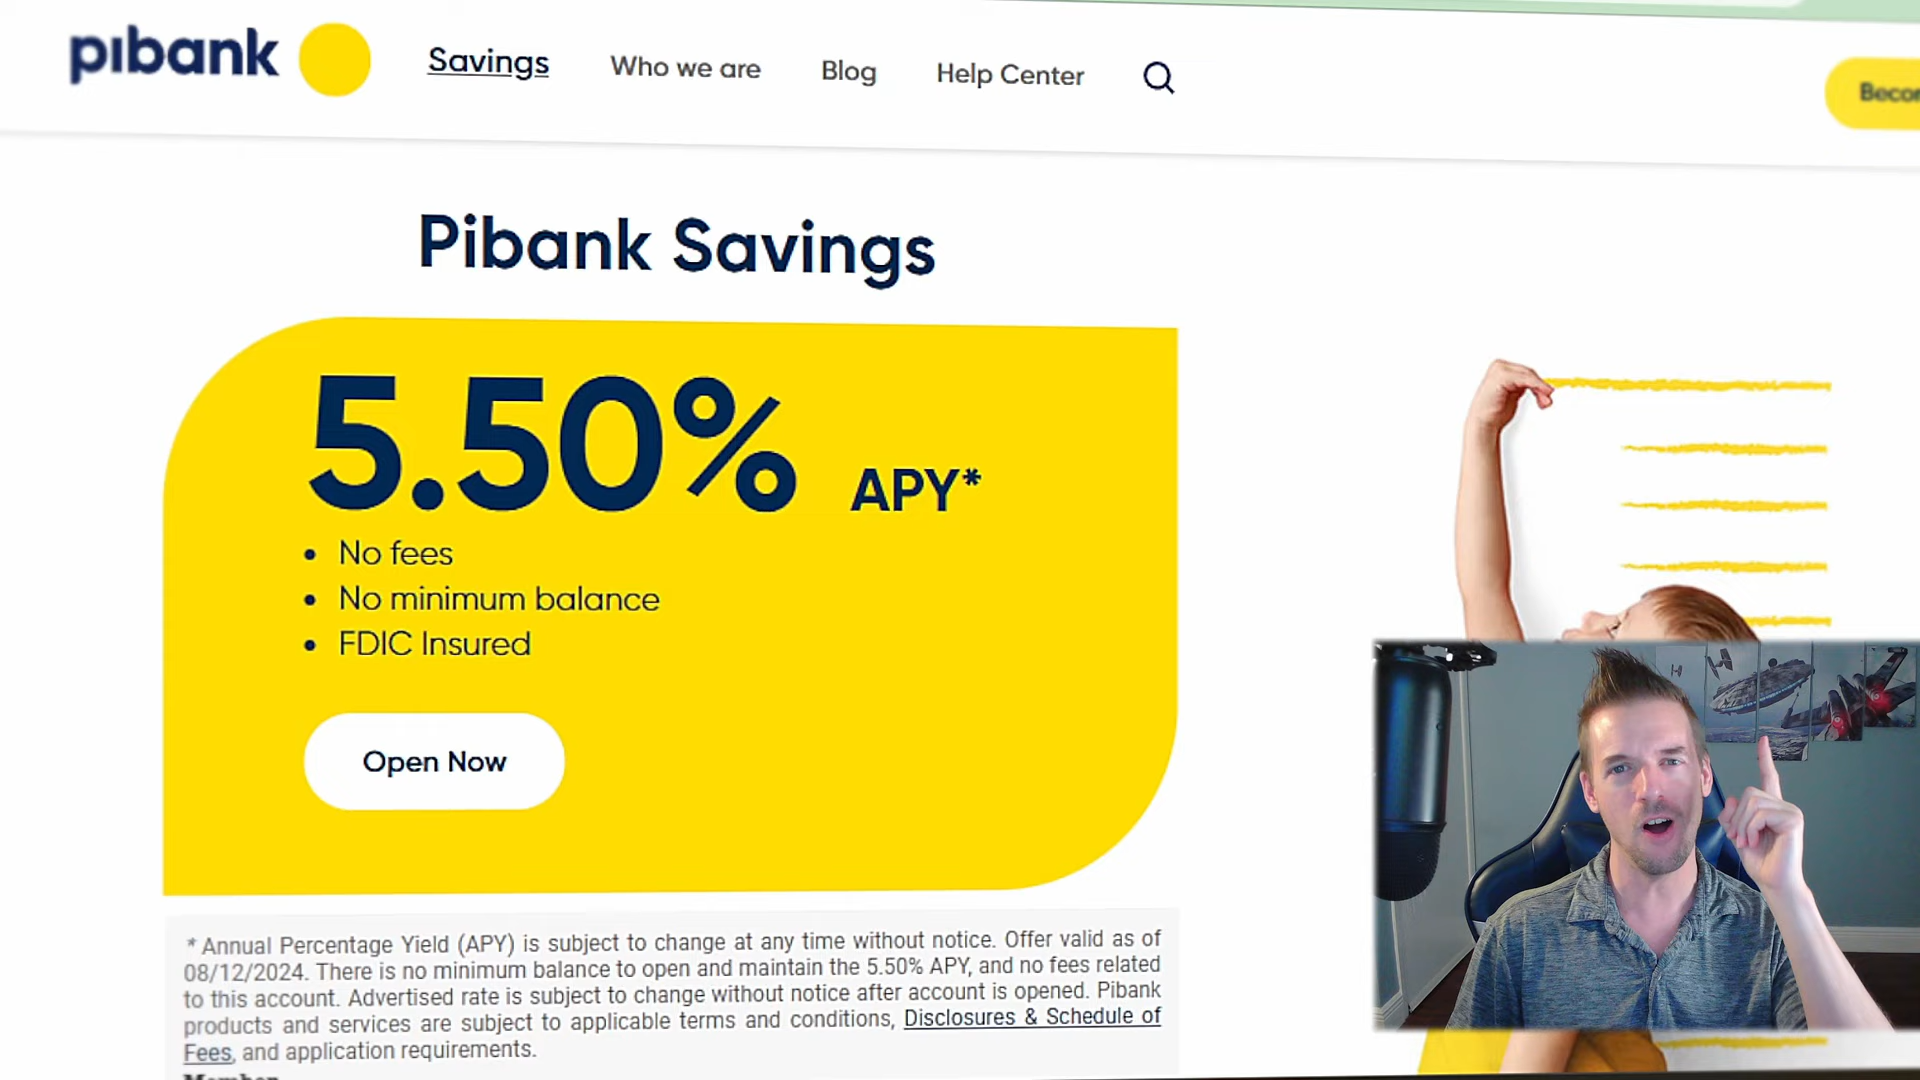 pibank
Savings
Who we are
Blog
Help Center
Pibank Savings
5.50% APY*
• No fees
• No minimum balance
• FDIC Insured
Open Now
* Annual Percentage Yield (APY) is subject to change at any time without notice. Offer valid as of
08/12/2024. There is no minimum balance to open and maintain the 5.50% APY, and no fees related
to this account. Advertised rate is subject to change without notice after account is opened. Pibank
products and services are subject to applicable terms and conditions, Disclosures & Schedule of
Fees, and application requirements.